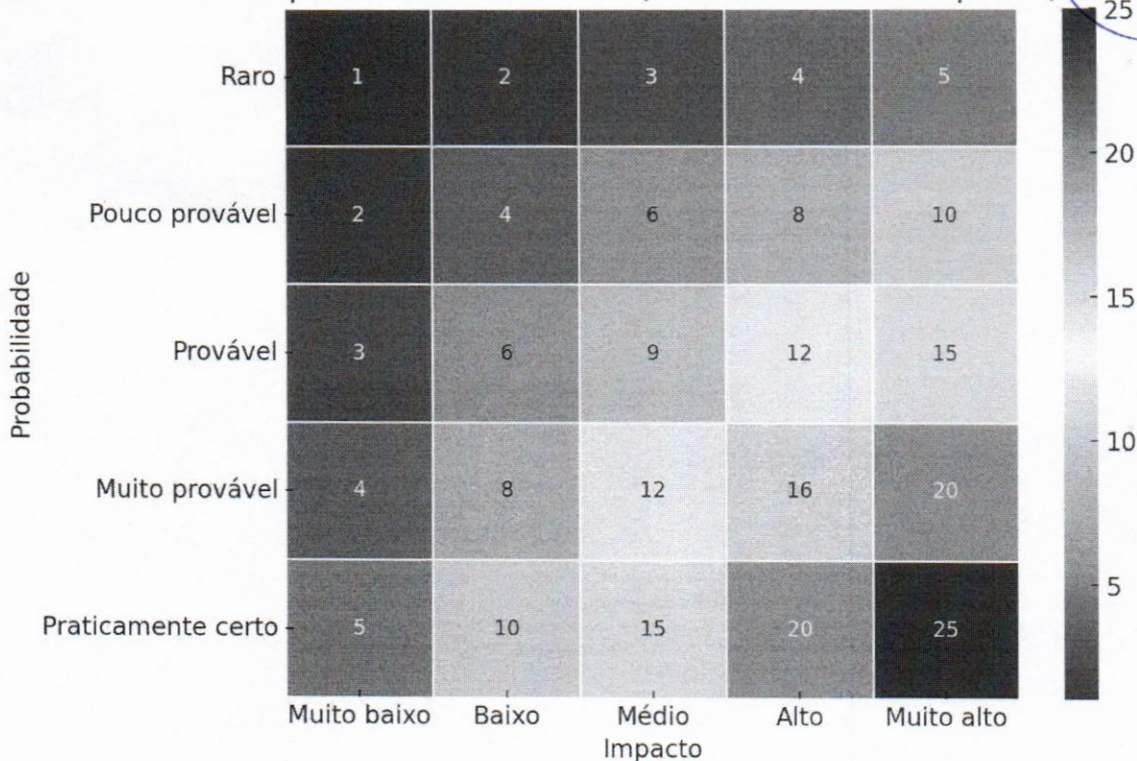 25
Raro 1 2 3 4 5
20
Pouco provável 2 4 6 8 10
15
Provável 3 6 9 12 15
Probabilidade
10
Muito provável 4 8 12 16 20
5
Praticamente certo 5 10 15 20 25
Muito baixo Baixo Médio Alto Muito alto
Impacto